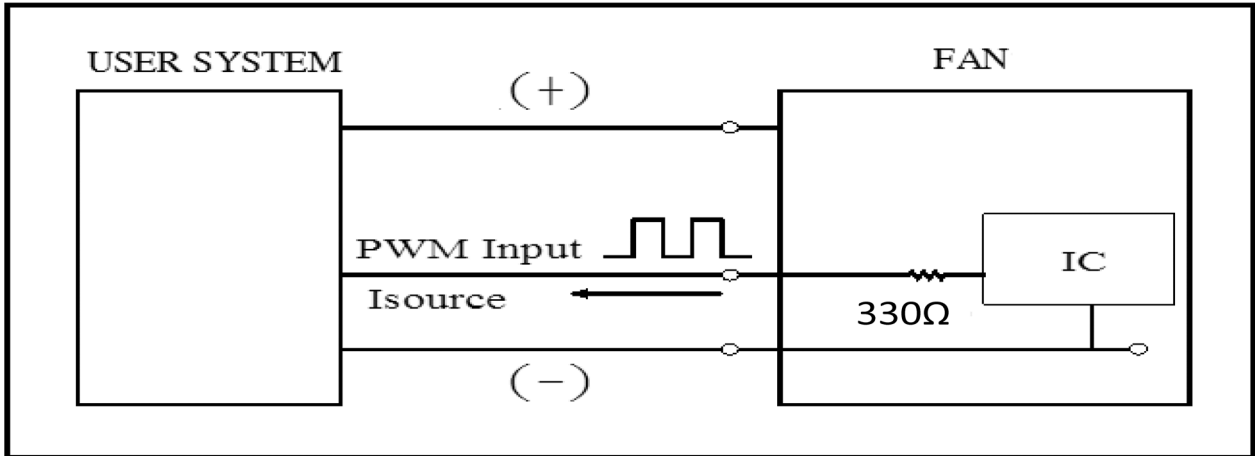 USER SYSTEM
FAN
(+)
PWM Input
IC
Isource
330Ω
(−)